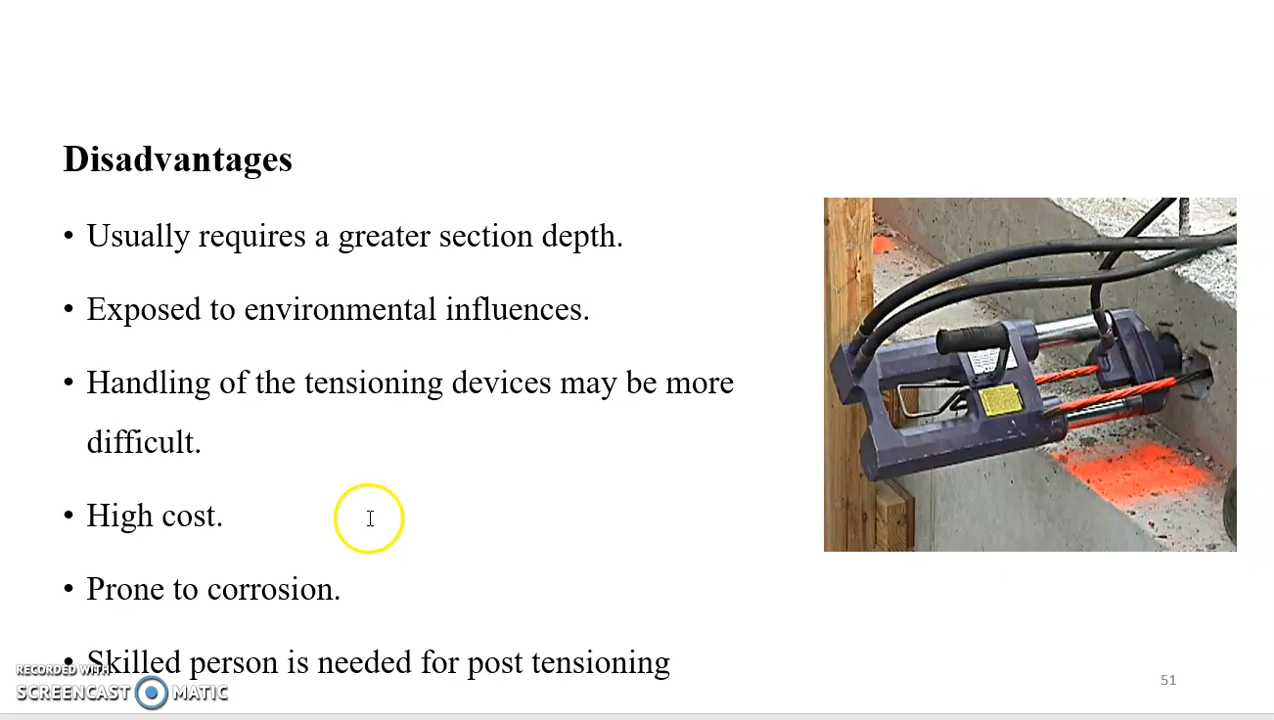 Disadvantages
• Usually requires a greater section depth.
• Exposed to environmental influences.
• Handling of the tensioning devices may be more
difficult.
• High cost.
• Prone to corrosion.
• Skilled person is needed for post tensioning
RECORDED WITH
SCREENCAST MATIC
51